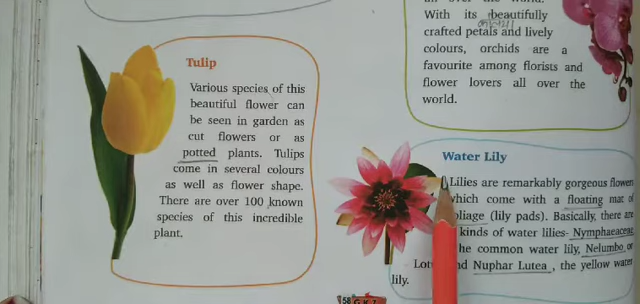 Tulip
Various species of this
beautiful flower can
be seen in garden as
cut flowers or as
potted plants. Tulips
come in several colours
as well as flower shape.
There are over 100 known
species of this incredible
plant.
With its beautifully
crafted petals and lively
colours, orchids are a
favourite among florists and
flower lovers all over the
world.
Water Lily
Lilies are remarkably gorgeous flowers
which come with a floating mat of
foliage (lily pads). Basically, there are
kinds of water lilies- Nymphaeaceae
the common water lily, Nelumbo or
Lotus and Nuphar Lutea, the yellow water
lily.
58 G.K-7